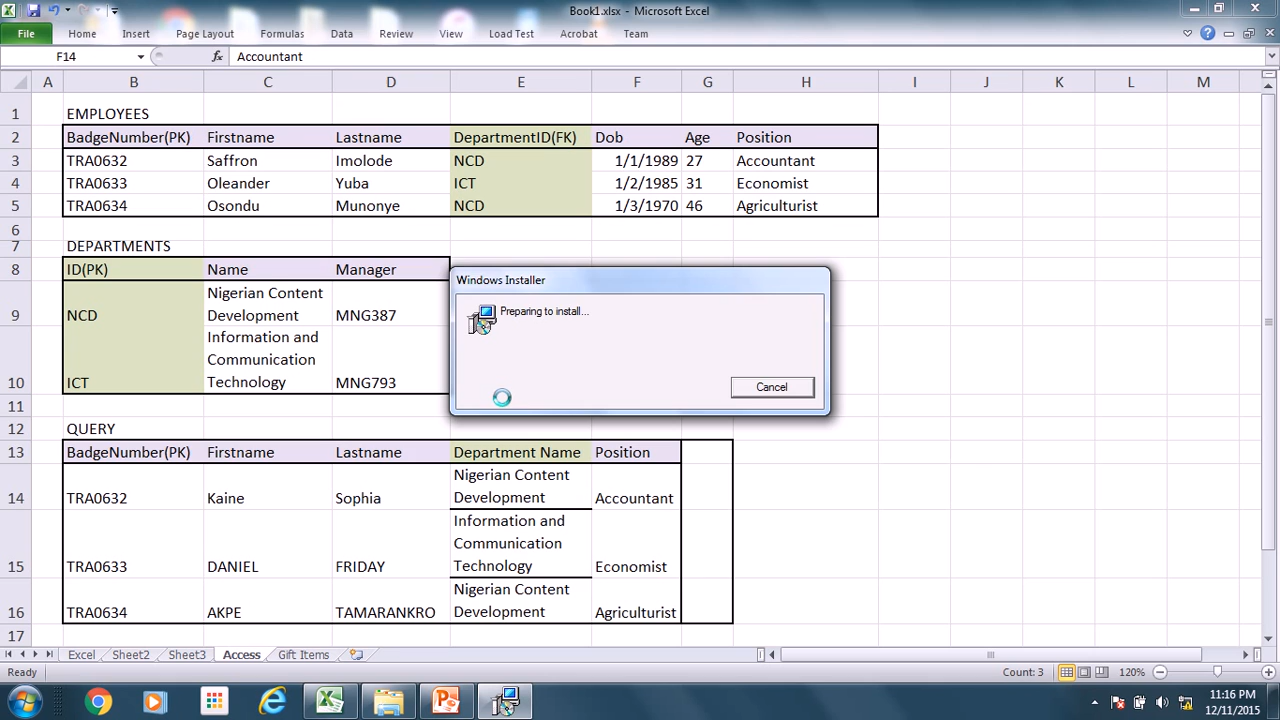 Book1.xlsx - Microsoft Excel
File Home Insert Page Layout Formulas Data Review View Load Test Acrobat Team
F14 fx Accountant
A B C D E F G H I J K L M
1 EMPLOYEES
2 BadgeNumber(PK) Firstname Lastname DepartmentID(FK) Dob Age Position
3 TRA0632 Saffron Imolode NCD 1/1/1989 27 Accountant
4 TRA0633 Oleander Yuba ICT 1/2/1985 31 Economist
5 TRA0634 Osondu Munonye NCD 1/3/1970 46 Agriculturist
6
7 DEPARTMENTS
8 ID(PK) Name Manager
Nigerian Content
9 NCD Development MNG387
Information and
Communication
10 ICT Technology MNG793
Windows Installer
Preparing to install...
Cancel
11
12 QUERY
13 BadgeNumber(PK) Firstname Lastname Department Name Position
Nigerian Content
14 TRA0632 Kaine Sophia Development Accountant
Information and
Communication
15 TRA0633 DANIEL FRIDAY Technology Economist
Nigerian Content
16 TRA0634 AKPE TAMARANKRO Development Agriculturist
17
Excel Sheet2 Sheet3 Access Gift Items
Ready Count: 3 120%
11:16 PM
12/11/2015